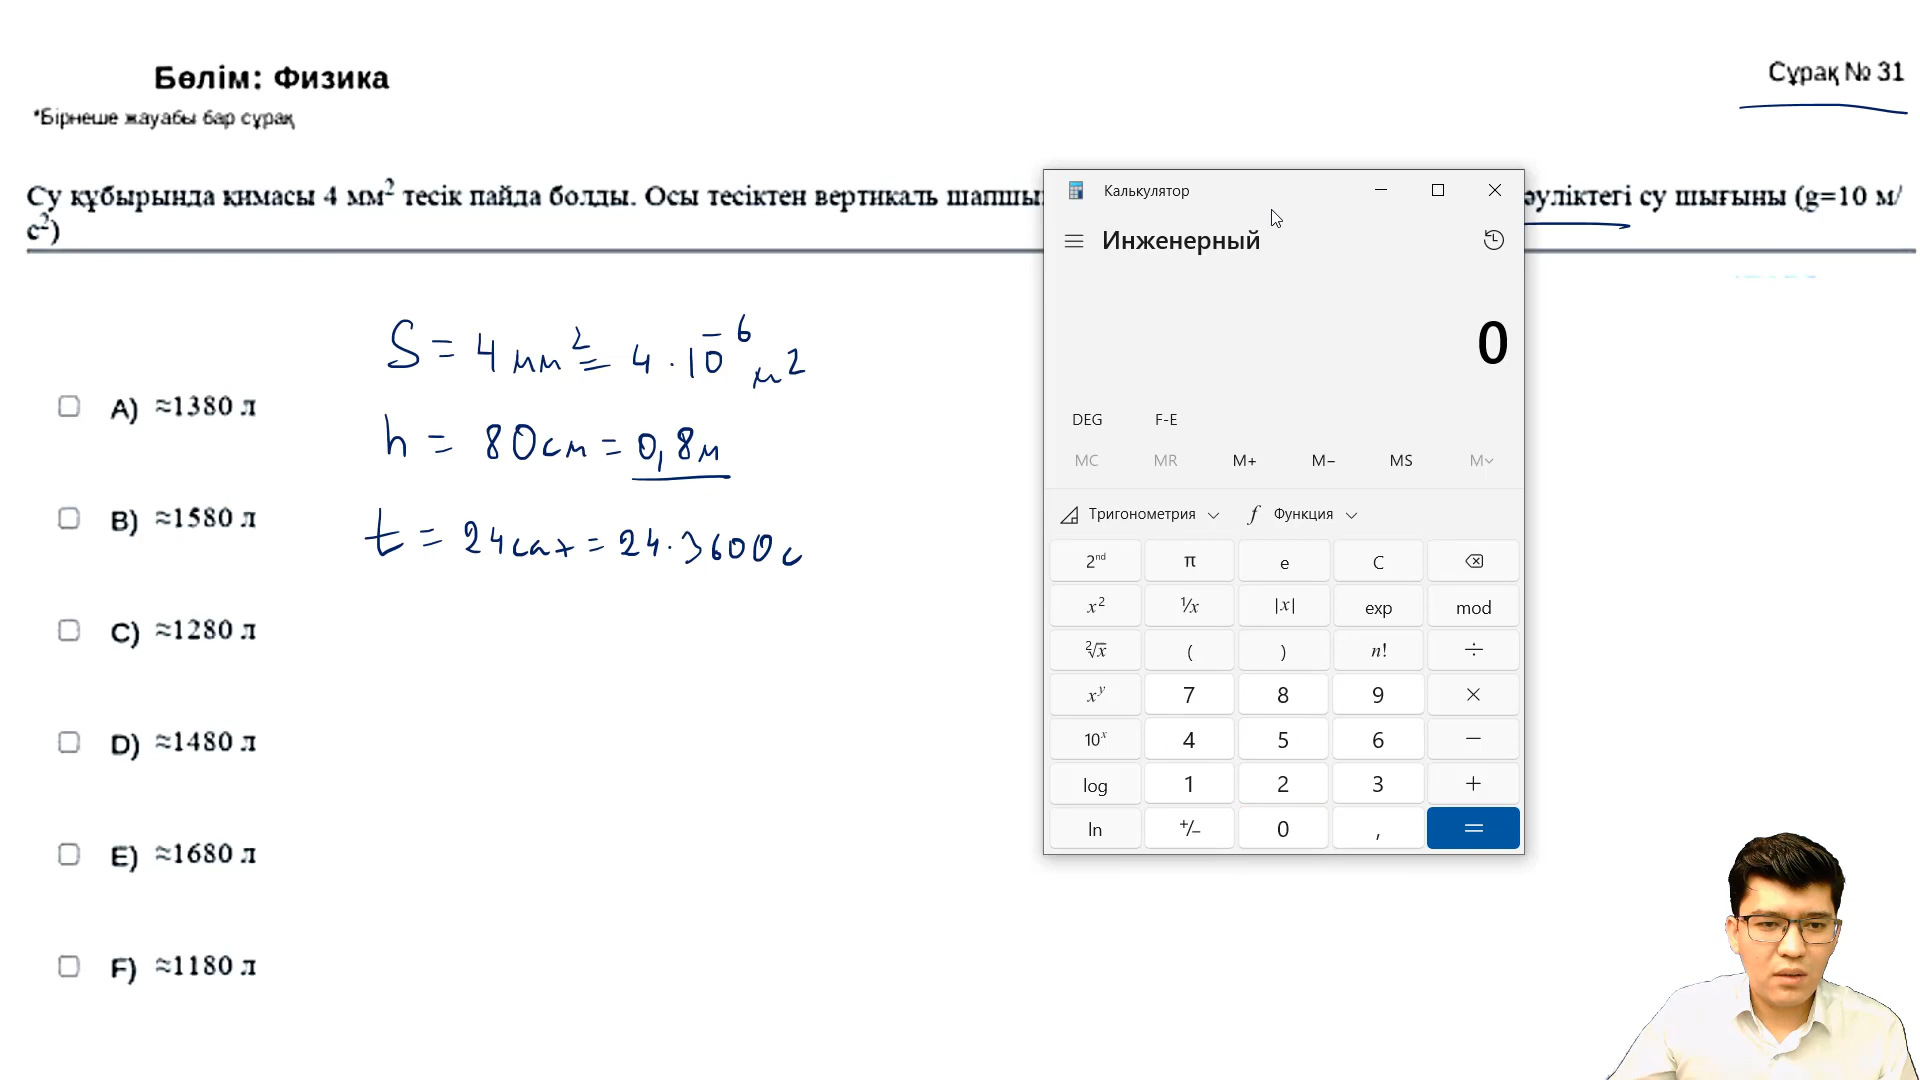 Бөлім: Физика
Сұрақ № 31
*Бірнеше жауабы бар сұрақ
Су құбырында қимасы 4 мм² тесік пайда болды. Осы тесіктен вертикаль шапшы әуліктегі су шығыны (g=10 м/
с²)
S = 4 мм² = 4 · 10⁻⁶ м²
h = 80см = 0,8м
t = 24сат = 24·3600с
A) ≈1380 л
B) ≈1580 л
C) ≈1280 л
D) ≈1480 л
E) ≈1680 л
F) ≈1180 л
Калькулятор
Инженерный
0
DEG F-E
MC MR M+ M− MS M
Тригонометрия f Функция
2ⁿᵈ π e C
x² ¹/x |x| exp mod
²√x ( ) n! ÷
xʸ 7 8 9 ×
10ˣ 4 5 6 −
log 1 2 3 +
ln +/− 0 , =